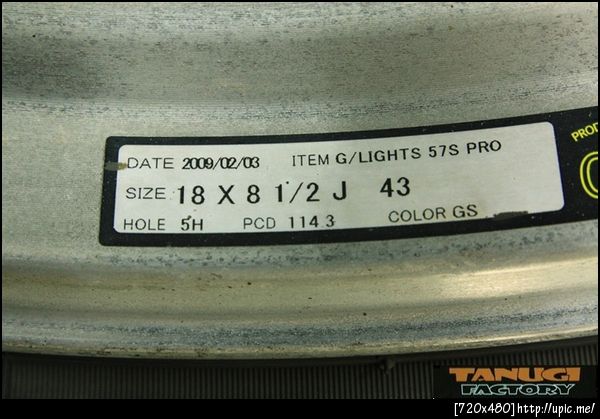 DATE 2009/02/03 ITEM G/LIGHTS 57S PRO
SIZE 18 X 8 1/2 J 43
HOLE 5H PCD 114.3 COLOR GS
PROD
TANUGI
FACTORY
[720x480]http://upic.me/